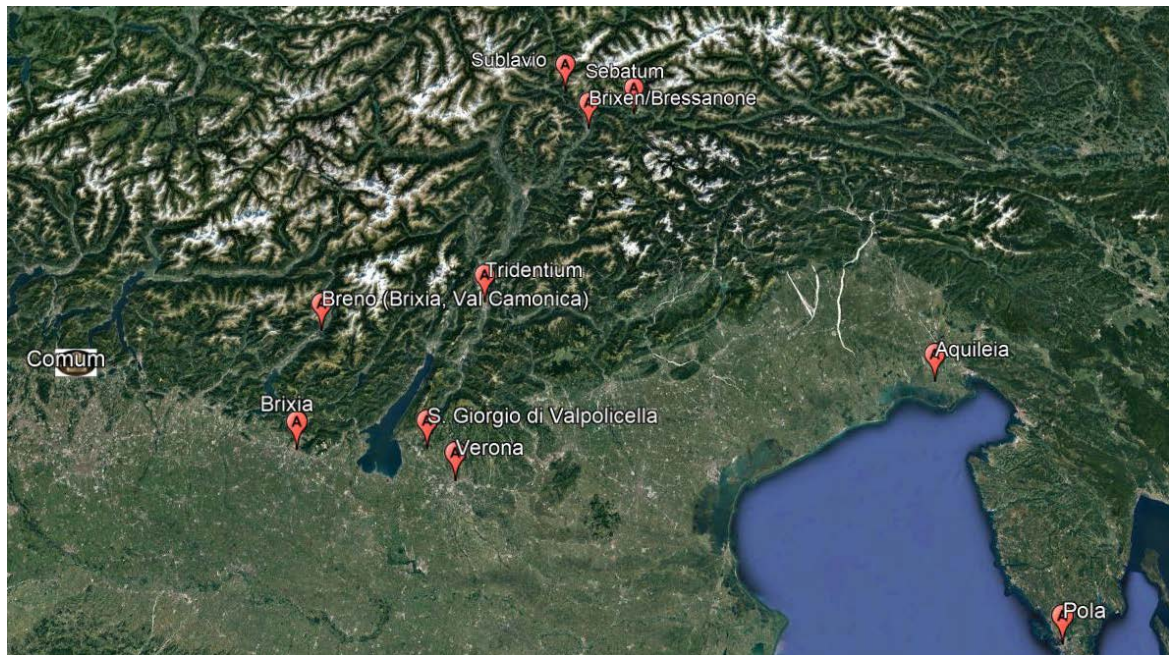 Sublavio
Sebatum
Brixen/Bressanone
Tridentium
Breno (Brixia, Val Camonica)
Aquileia
Comum
Brixia
S. Giorgio di Valpolicella
Verona
Pola